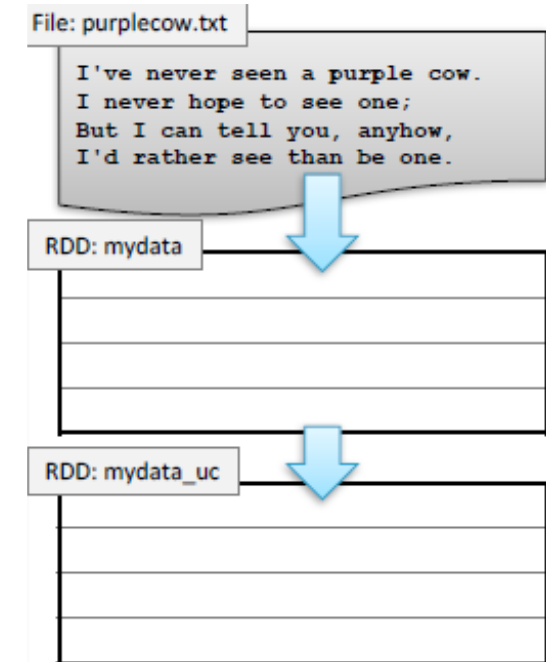 File: purplecow.txt
I've never seen a purple cow.
I never hope to see one;
But I can tell you, anyhow,
I'd rather see than be one.
RDD: mydata
RDD: mydata_uc